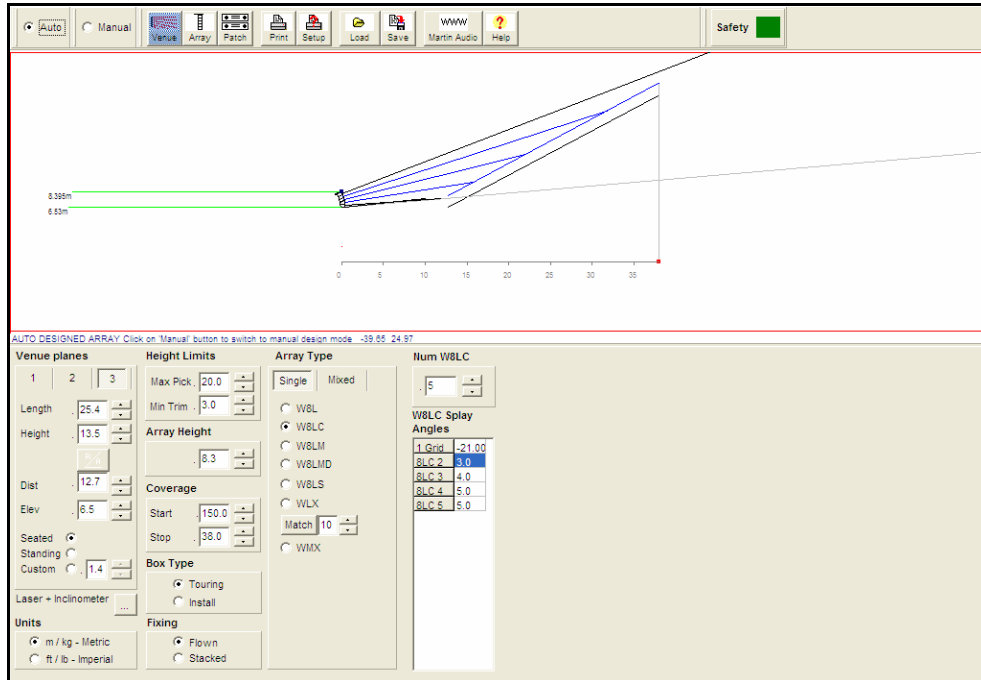 Auto Manual Venue Array Patch Print Setup Load Save WWW Martin Audio ? Help Safety
8.395m
6.53m
0 5 10 15 20 25 30 35
AUTO DESIGNED ARRAY Click on 'Manual' button to switch to manual design mode -39.65 24.97
Venue planes
1 2 3
Length . 25.4
Height . 13.5
Dist . 12.7
Elev . 6.5
Seated
Standing
Custom . 1.4
Laser + Inclinometer ...
Units
m / kg - Metric
ft / lb - Imperial
Height Limits
Max Pick . 20.0
Min Trim . 3.0
Array Height
. 8.3
Coverage
Start . 150.0
Stop . 38.0
Box Type
Touring
Install
Fixing
Flown
Stacked
Array Type
Single Mixed
W8L
W8LC
W8LM
W8LMD
W8LS
WLX
Match 10
WMX
Num W8LC
. 5
W8LC Splay
Angles
1 Grid -21.00
8LC 2 3.0
8LC 3 4.0
8LC 4 5.0
8LC 5 5.0